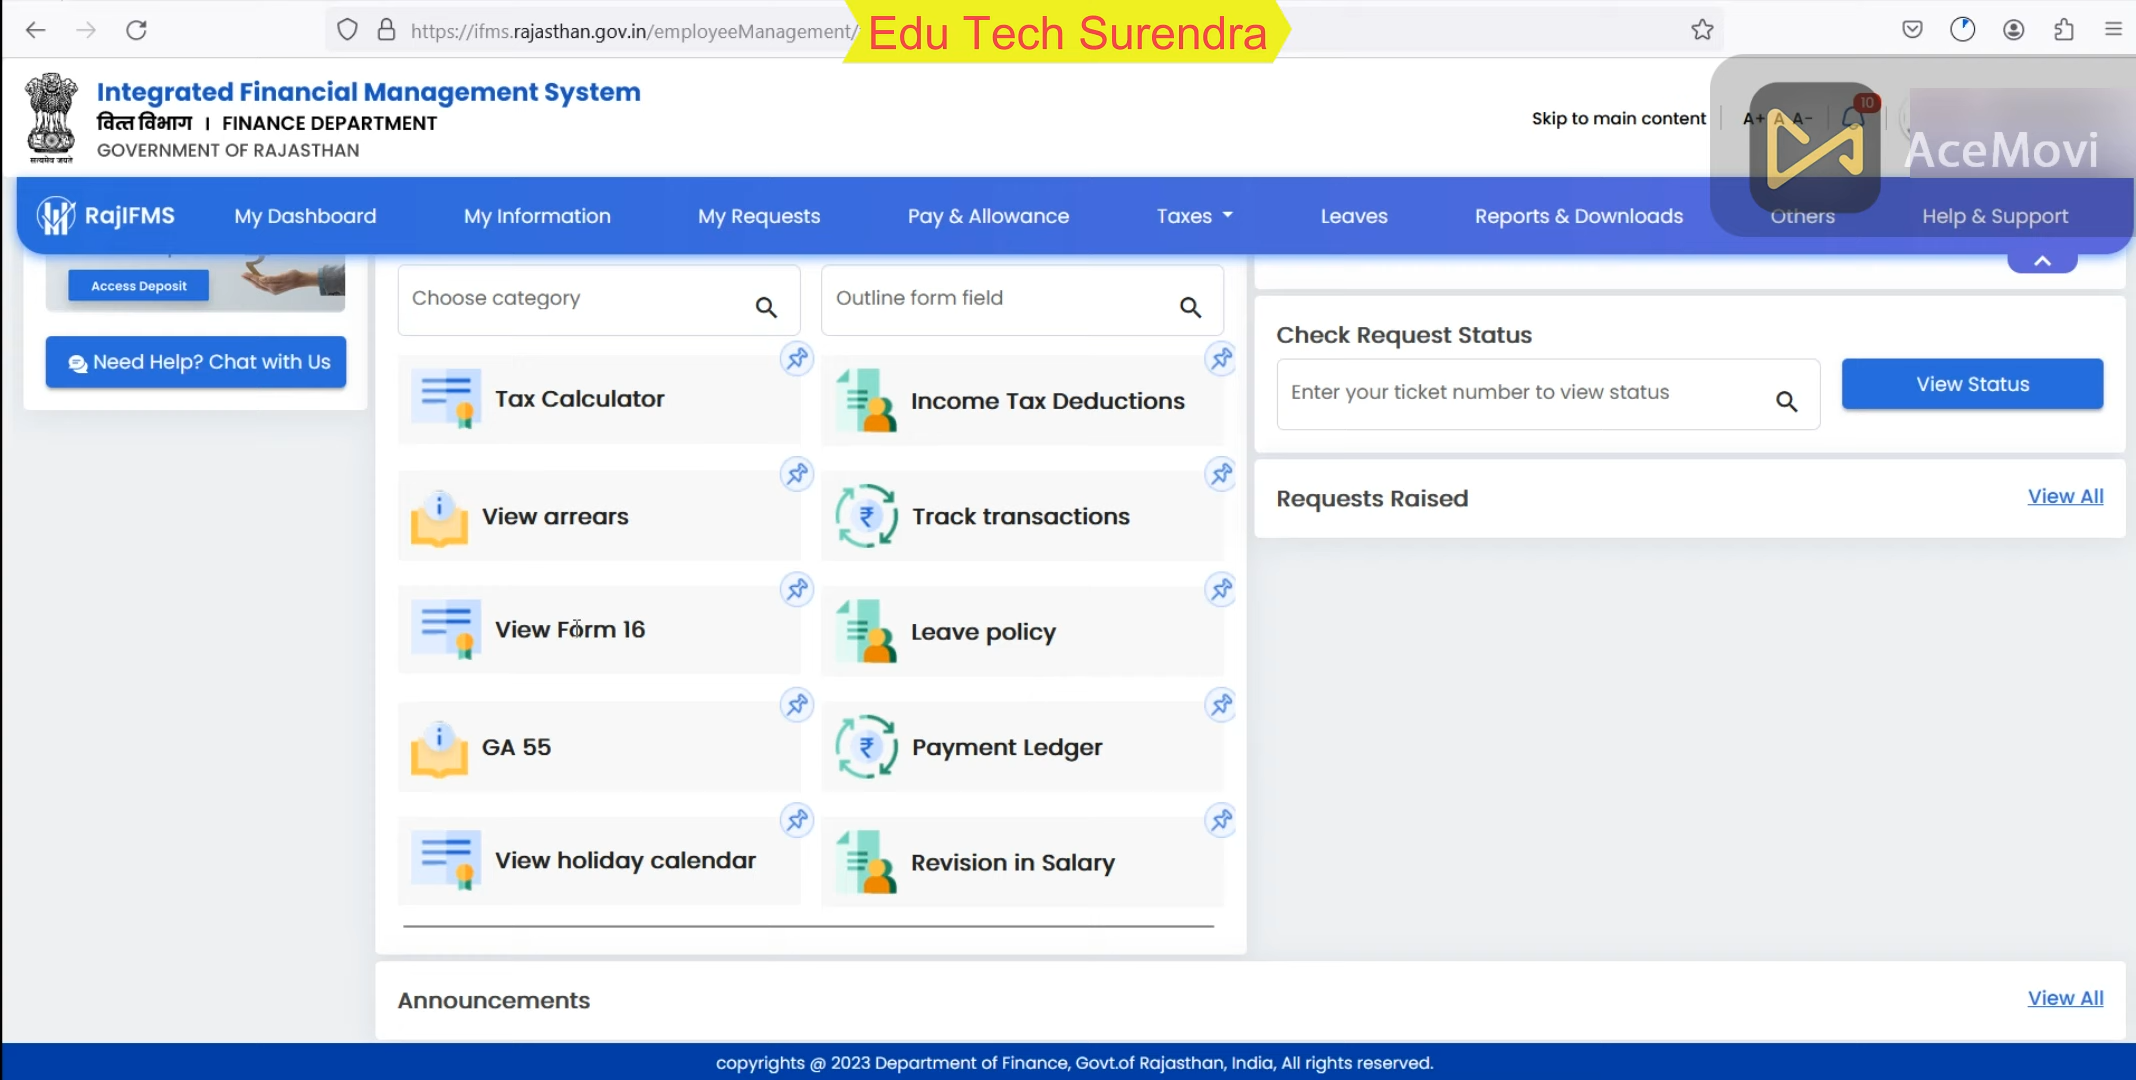 https://ifms.rajasthan.gov.in/employeeManagement/
Edu Tech Surendra
Integrated Financial Management System
वित्त विभाग | FINANCE DEPARTMENT
GOVERNMENT OF RAJASTHAN
सत्यमेव जयते
Skip to main content
A+ A A-
10
AceMovi
RajIFMS My Dashboard My Information My Requests Pay & Allowance Taxes Leaves Reports & Downloads Others Help & Support
Access Deposit
Need Help? Chat with Us
Choose category
Outline form field
Tax Calculator
Income Tax Deductions
View arrears
Track transactions
View Form 16
Leave policy
GA 55
Payment Ledger
View holiday calendar
Revision in Salary
Check Request Status
Enter your ticket number to view status
View Status
Requests Raised
View All
Announcements
View All
copyrights @ 2023 Department of Finance, Govt.of Rajasthan, India, All rights reserved.